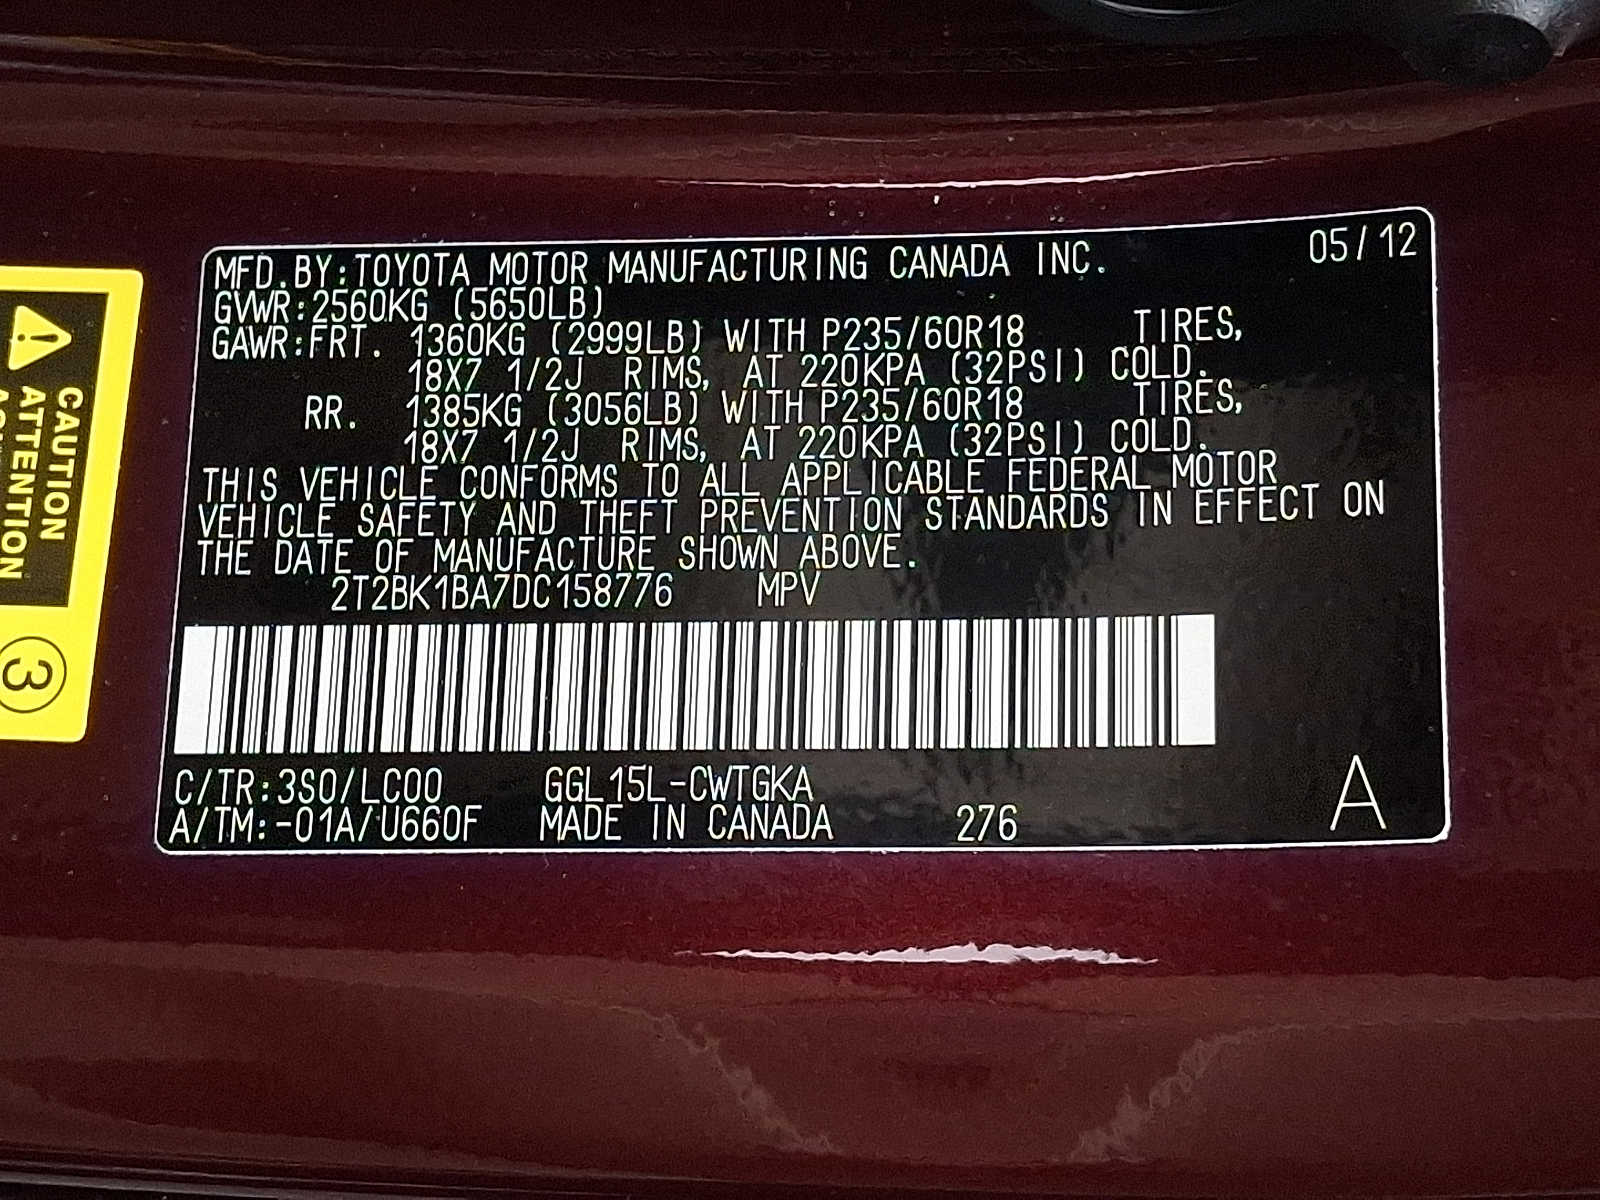 MFD.BY:TOYOTA MOTOR MANUFACTURING CANADA INC. 05/12
GVWR:2560KG (5650LB)
GAWR:FRT. 1360KG (2999LB) WITH P235/60R18 TIRES,
18X7 1/2J RIMS, AT 220KPA (32PSI) COLD.
RR. 1385KG (3056LB) WITH P235/60R18 TIRES,
18X7 1/2J RIMS, AT 220KPA (32PSI) COLD.
THIS VEHICLE CONFORMS TO ALL APPLICABLE FEDERAL MOTOR
VEHICLE SAFETY AND THEFT PREVENTION STANDARDS IN EFFECT ON
THE DATE OF MANUFACTURE SHOWN ABOVE.
2T2BK1BA7DC158776 MPV
C/TR:3S0/LC00 GGL15L-CWTGKA
A/TM:-01A/U660F MADE IN CANADA 276 A
CAUTION
ATTENTION
3